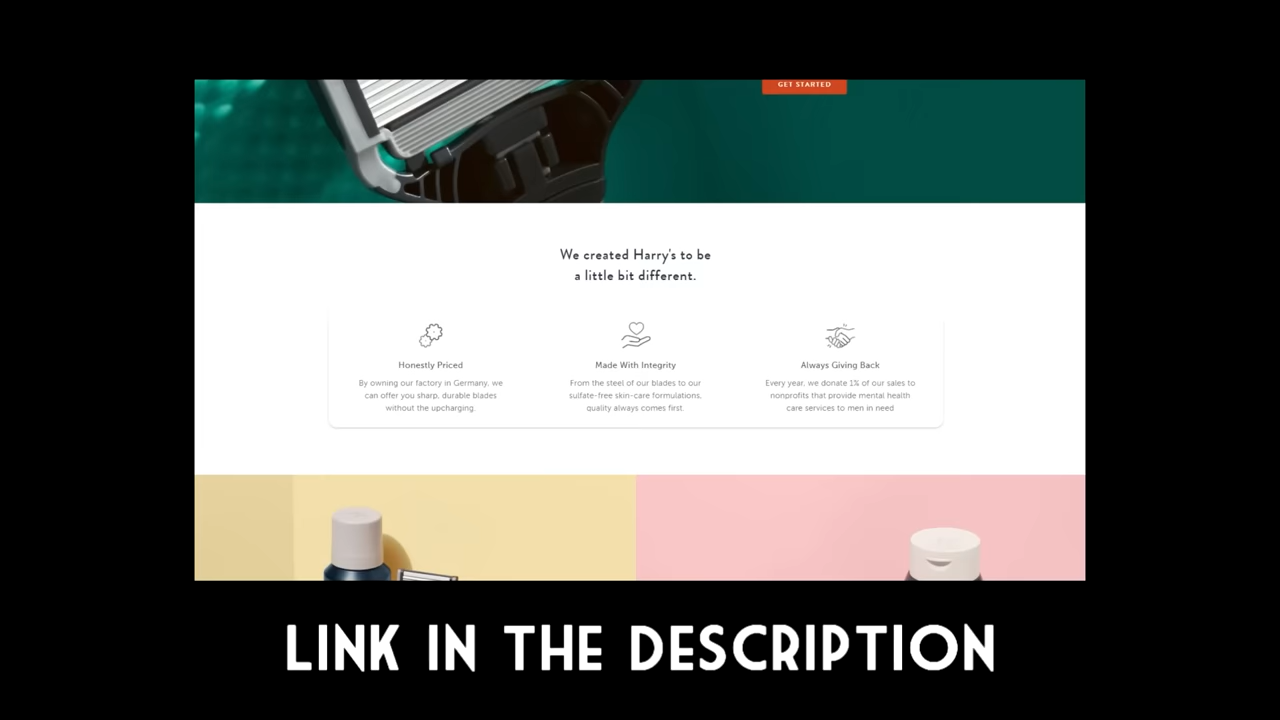 GET STARTED
We created Harry's to be
a little bit different.
Honestly Priced
By owning our factory in Germany, we
can offer you sharp, durable blades
without the upcharging.
Made With Integrity
From the steel of our blades to our
sulfate-free skin-care formulations,
quality always comes first.
Always Giving Back
Every year, we donate 1% of our sales to
nonprofits that provide mental health
care services to men in need
LINK IN THE DESCRIPTION